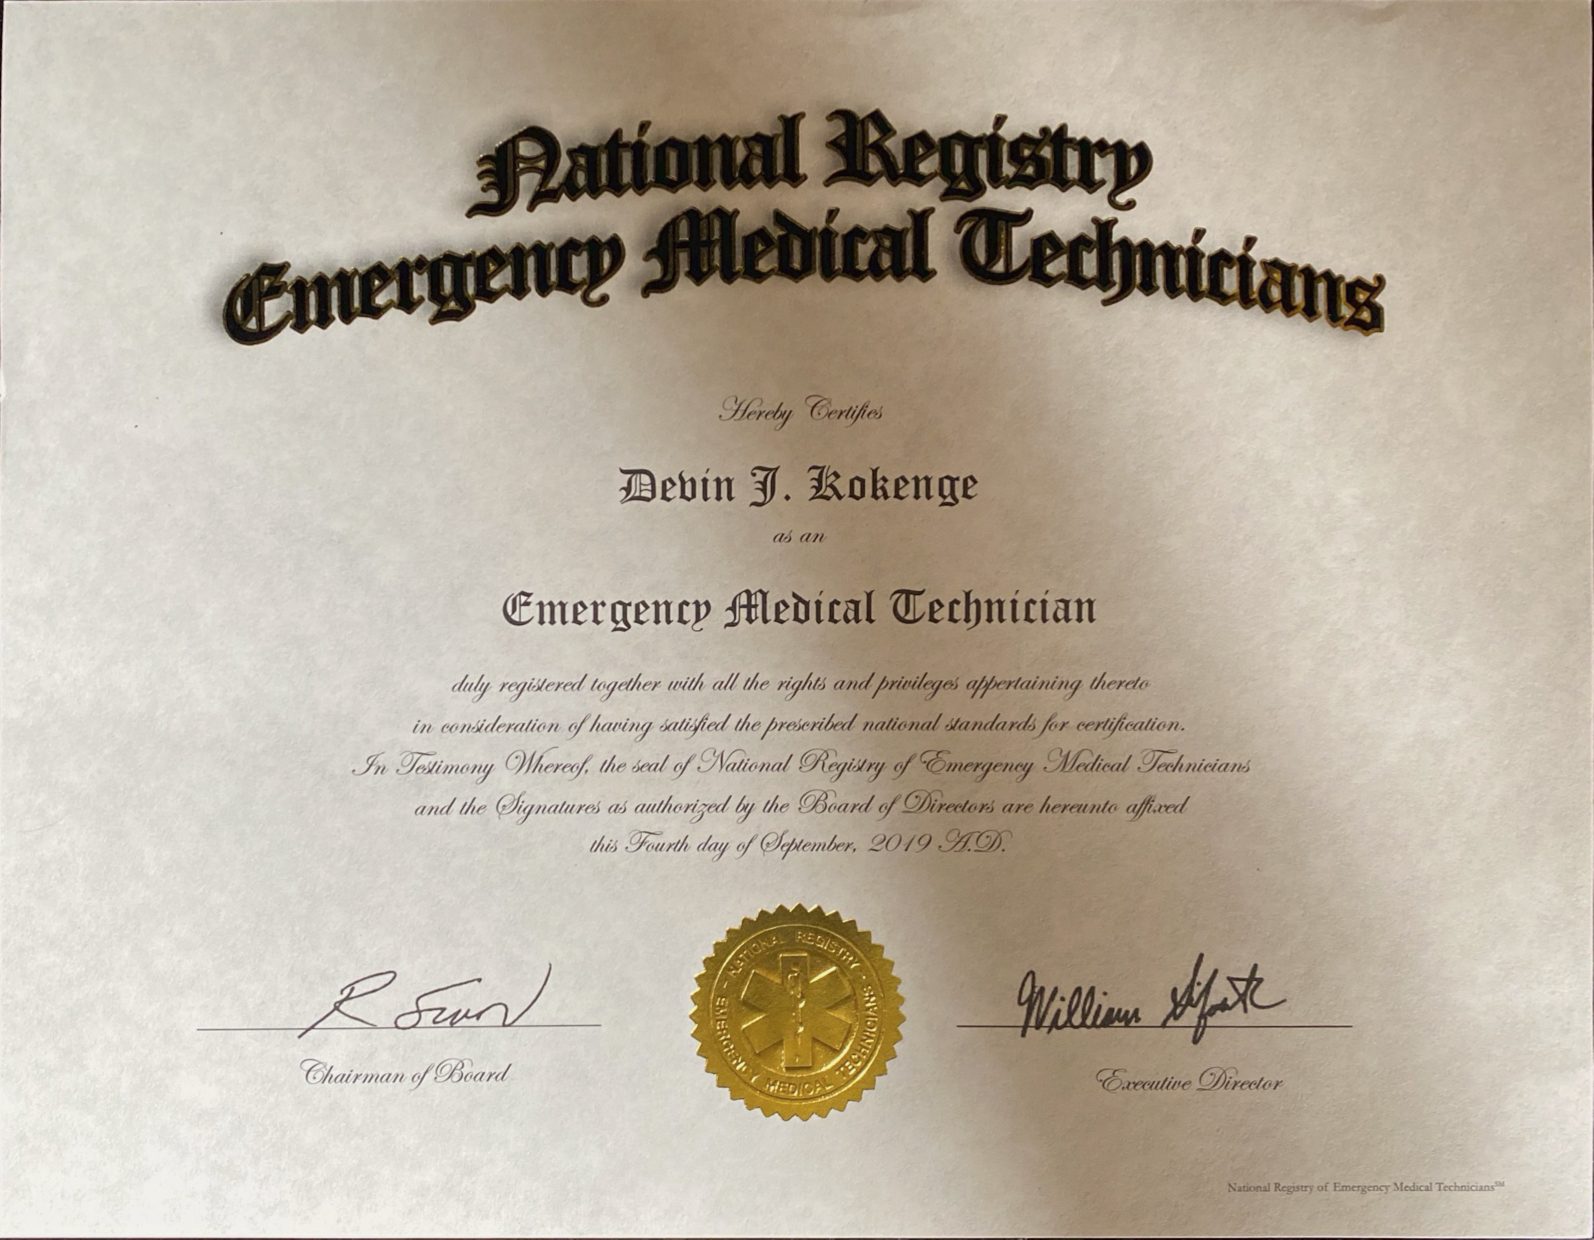 National Registry
Emergency Medical Technicians
Hereby Certifies
Devin J. Kokenge
as an
Emergency Medical Technician
duly registered together with all the rights and privileges appertaining thereto
in consideration of having satisfied the prescribed national standards for certification.
In Testimony Whereof, the seal of National Registry of Emergency Medical Technicians
and the Signatures as authorized by the Board of Directors are hereunto affixed
this Fourth day of September, 2019 A.D.
NATIONAL REGISTRY - EMERGENCY MEDICAL TECHNICIANS -
William
Chairman of Board
Executive Director
National Registry of Emergency Medical Technicians℠